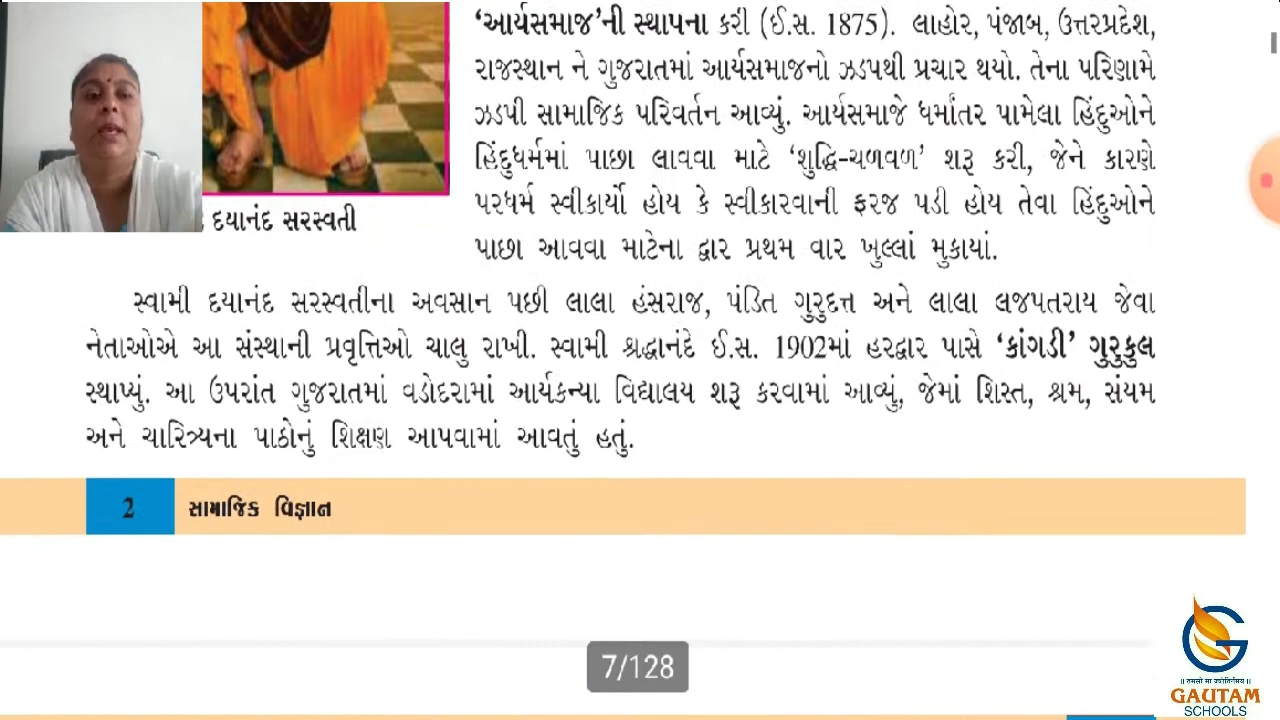 ‘આર્યસમાજ’ની સ્થાપના કરી (ઈ.સ. 1875). લાહોર, પંજાબ, ઉત્તરપ્રદેશ,
રાજસ્થાન ને ગુજરાતમાં આર્યસમાજનો ઝડપથી પ્રચાર થયો. તેના પરિણામે
ઝડપી સામાજિક પરિવર્તન આવ્યું. આર્યસમાજે ધર્માંતર પામેલા હિંદુઓને
હિંદુધર્મમાં પાછા લાવવા માટે ‘શુદ્ધિ-ચળવળ’ શરૂ કરી, જેને કારણે
પરધર્મ સ્વીકાર્યો હોય કે સ્વીકારવાની ફરજ પડી હોય તેવા હિંદુઓને
પાછા આવવા માટેના દ્વાર પ્રથમ વાર ખુલ્લાં મુકાયાં.
દયાનંદ સરસ્વતી
સ્વામી દયાનંદ સરસ્વતીના અવસાન પછી લાલા હંસરાજ, પંડિત ગુરુદત્ત અને લાલા લજપતરાય જેવા
નેતાઓએ આ સંસ્થાની પ્રવૃત્તિઓ ચાલુ રાખી. સ્વામી શ્રદ્ધાનંદે ઈ.સ. 1902માં હરદ્વાર પાસે ‘કાંગડી’ ગુરુકુલ
સ્થાપ્યું. આ ઉપરાંત ગુજરાતમાં વડોદરામાં આર્યકન્યા વિદ્યાલય શરૂ કરવામાં આવ્યું, જેમાં શિસ્ત, શ્રમ, સંયમ
અને ચારિત્ર્યના પાઠોનું શિક્ષણ આપવામાં આવતું હતું.
2 સામાજિક વિજ્ઞાન
7/128
॥ तमसो मा ज्योतिर्गमय ॥
GAUTAM
SCHOOLS